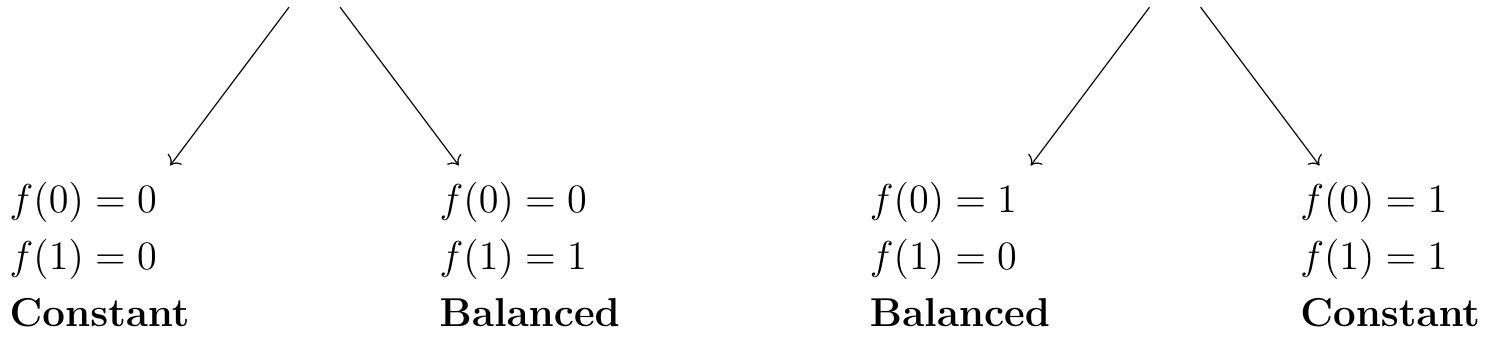 f(0) = 0
f(1) = 0
Constant
f(0) = 0
f(1) = 1
Balanced
f(0) = 1
f(1) = 0
Balanced
f(0) = 1
f(1) = 1
Constant